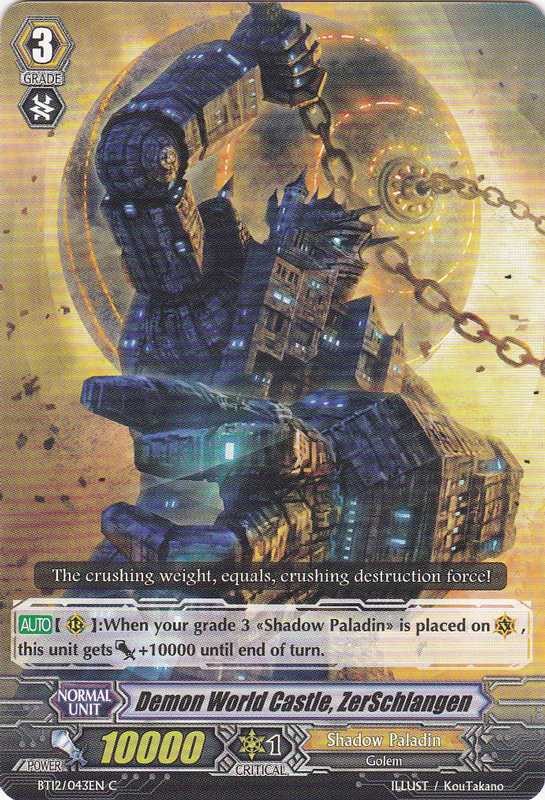 3
GRADE
The crushing weight, equals, crushing destruction force!
AUTO【 R 】:When your grade 3 «Shadow Paladin» is placed on V ,
this unit gets +10000 until end of turn.
NORMAL
UNIT
Demon World Castle, ZerSchlangen
POWER
10000
1
CRITICAL
Shadow Paladin
Golem
BT12/043EN C
ILLUST / KouTakano